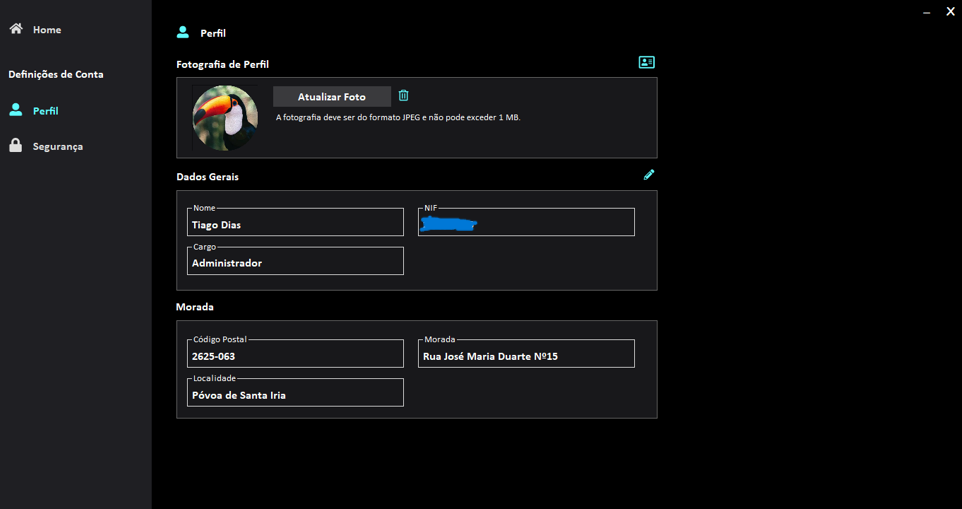 Home
Definições de Conta
Perfil
Segurança
Perfil
Fotografia de Perfil
Atualizar Foto
A fotografia deve ser do formato JPEG e não pode exceder 1 MB.
Dados Gerais
Nome
Tiago Dias
NIF
Cargo
Administrador
Morada
Código Postal
2625-063
Morada
Rua José Maria Duarte Nº15
Localidade
Póvoa de Santa Iria